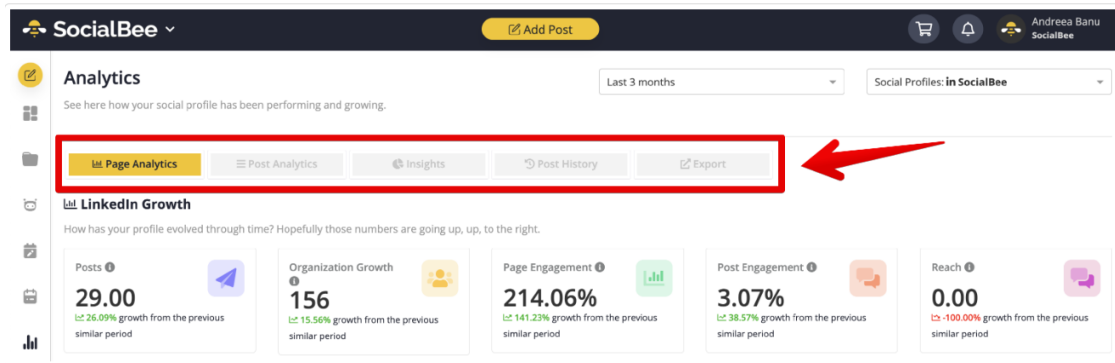 SocialBee
Add Post
Andreea Banu
SocialBee
Analytics
Last 3 months
Social Profiles: in SocialBee
See here how your social profile has been performing and growing.
Page Analytics
Post Analytics
Insights
Post History
Export
LinkedIn Growth
How has your profile evolved through time? Hopefully those numbers are going up, up, to the right.
Posts
29.00
26.09% growth from the previous
similar period
Organization Growth
156
15.56% growth from the previous
similar period
Page Engagement
214.06%
141.23% growth from the previous
similar period
Post Engagement
3.07%
38.57% growth from the previous
similar period
Reach
0.00
-100.00% growth from the previous
similar period